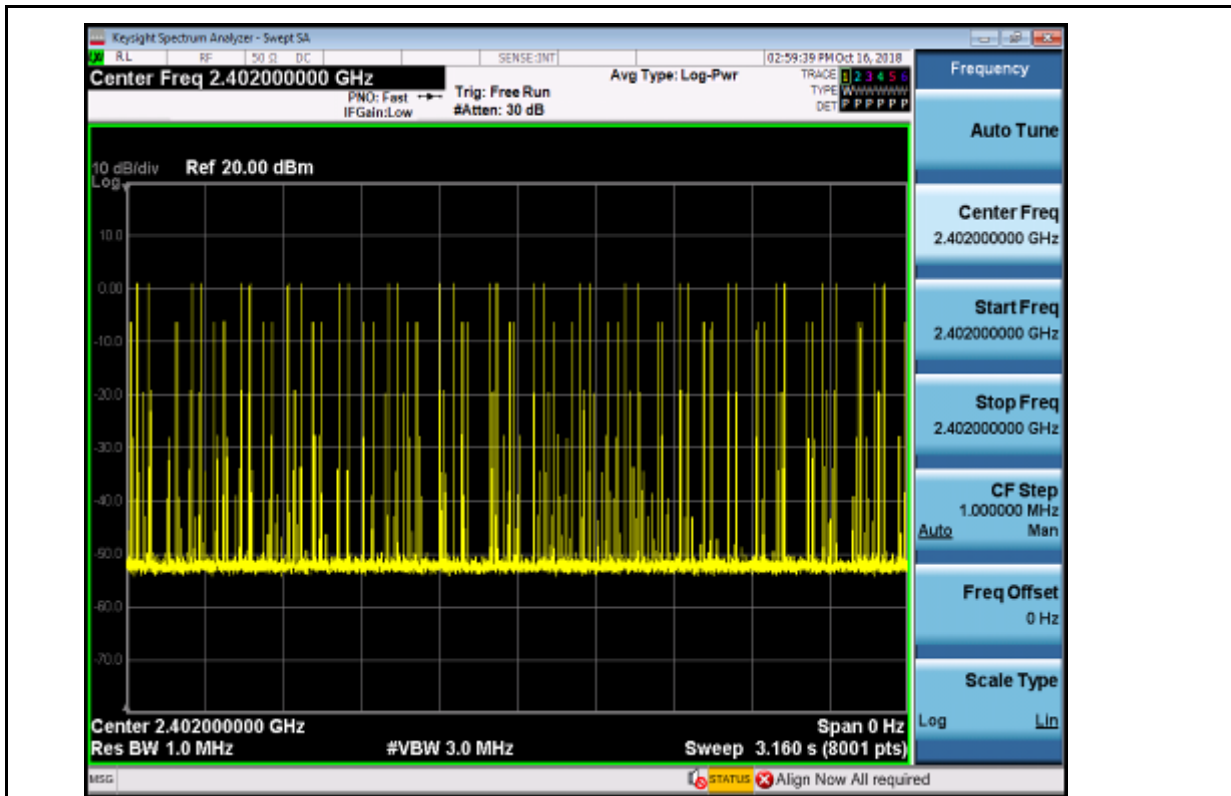 Keysight Spectrum Analyzer - Swept SA
RL RF 50 Ω DC SENSE:INT 02:59:39 PM Oct 16, 2018
Center Freq 2.402000000 GHz
Avg Type: Log-Pwr
TRACE 1 2 3 4 5 6
PNO: Fast Trig: Free Run
TYPE WWWWWW
IFGain:Low #Atten: 30 dB
DET P P P P P P
10 dB/div Ref 20.00 dBm
Log
10.0
0.00
-10.0
-20.0
-30.0
-40.0
-50.0
-60.0
-70.0
Center 2.402000000 GHz Span 0 Hz
Res BW 1.0 MHz #VBW 3.0 MHz Sweep 3.160 s (8001 pts)
MSG STATUS Align Now All required
Frequency
Auto Tune
Center Freq
2.402000000 GHz
Start Freq
2.402000000 GHz
Stop Freq
2.402000000 GHz
CF Step
1.000000 MHz
Auto Man
Freq Offset
0 Hz
Scale Type
Log Lin